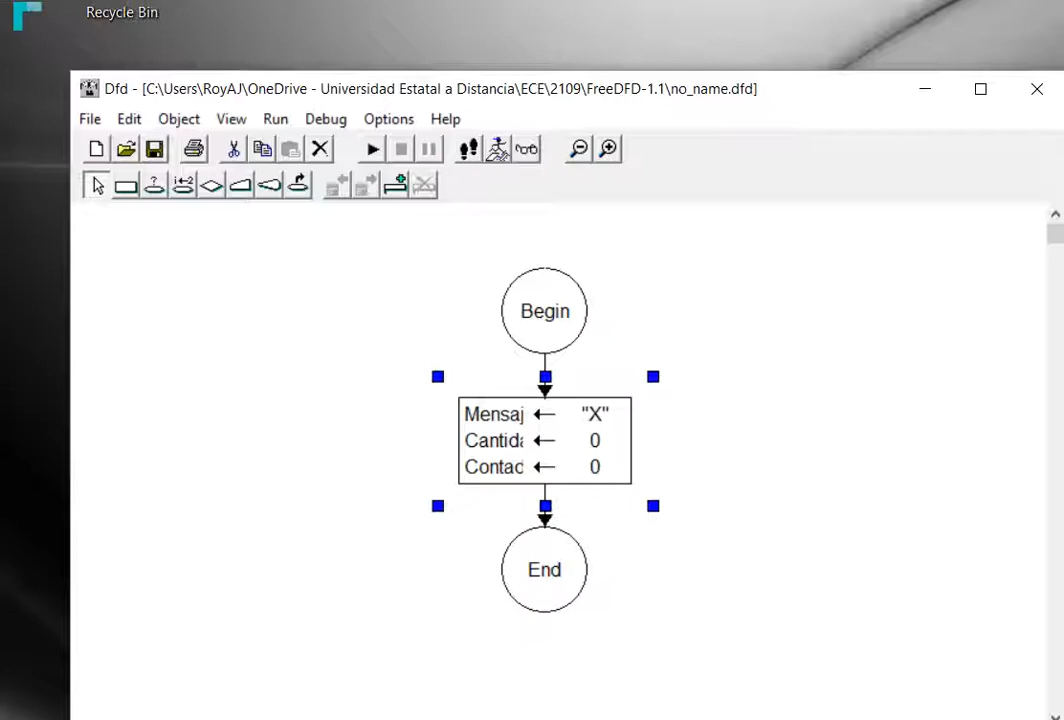 Recycle Bin
Dfd - [C:\Users\RoyAJ\OneDrive - Universidad Estatal a Distancia\ECE\2109\FreeDFD-1.1\no_name.dfd]
File Edit Object View Run Debug Options Help
Begin
Mensaj ← "X"
Cantida ← 0
Contad ← 0
End